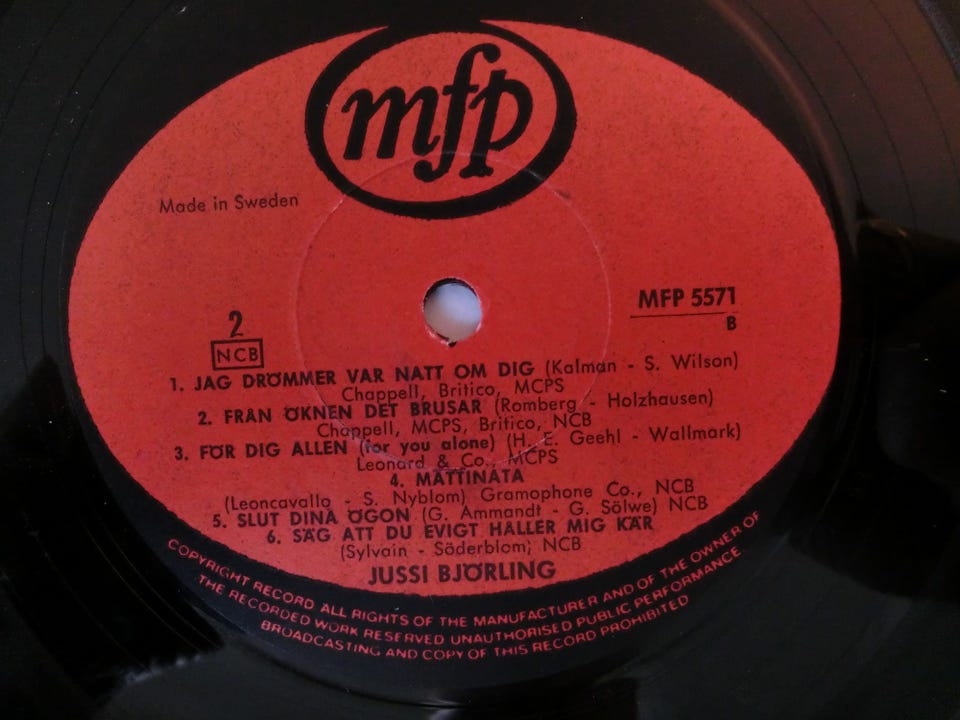 mfp
Made in Sweden
MFP 5571
B
2
NCB
1. JAG DRÖMMER VAR NATT OM DIG (Kalman - S. Wilson)
Chappell, Britico, MCPS
2. FRÅN ÖKNEN DET BRUSAR (Romberg - Holzhausen)
Chappell, MCPS, Britico, NCB
3. FÖR DIG ALLEN (for you alone) (H. E. Geehl - Wallmark)
Leonard & Co., MCPS
4. MATTINATA
(Leoncavallo - S. Nyblom) Gramophone Co., NCB
5. SLUT DINA ÖGON (G. Ammandt - G. Sölwe) NCB
6. SÄG ATT DU EVIGT HÅLLER MIG KÄR
(Sylvain - Söderblom; NCB
JUSSI BJÖRLING
COPYRIGHT RECORD ALL RIGHTS OF THE MANUFACTURER AND OF THE OWNER OF
THE RECORDED WORK RESERVED UNAUTHORISED PUBLIC PERFORMANCE
BROADCASTING AND COPY OF THIS RECORD PROHIBITED